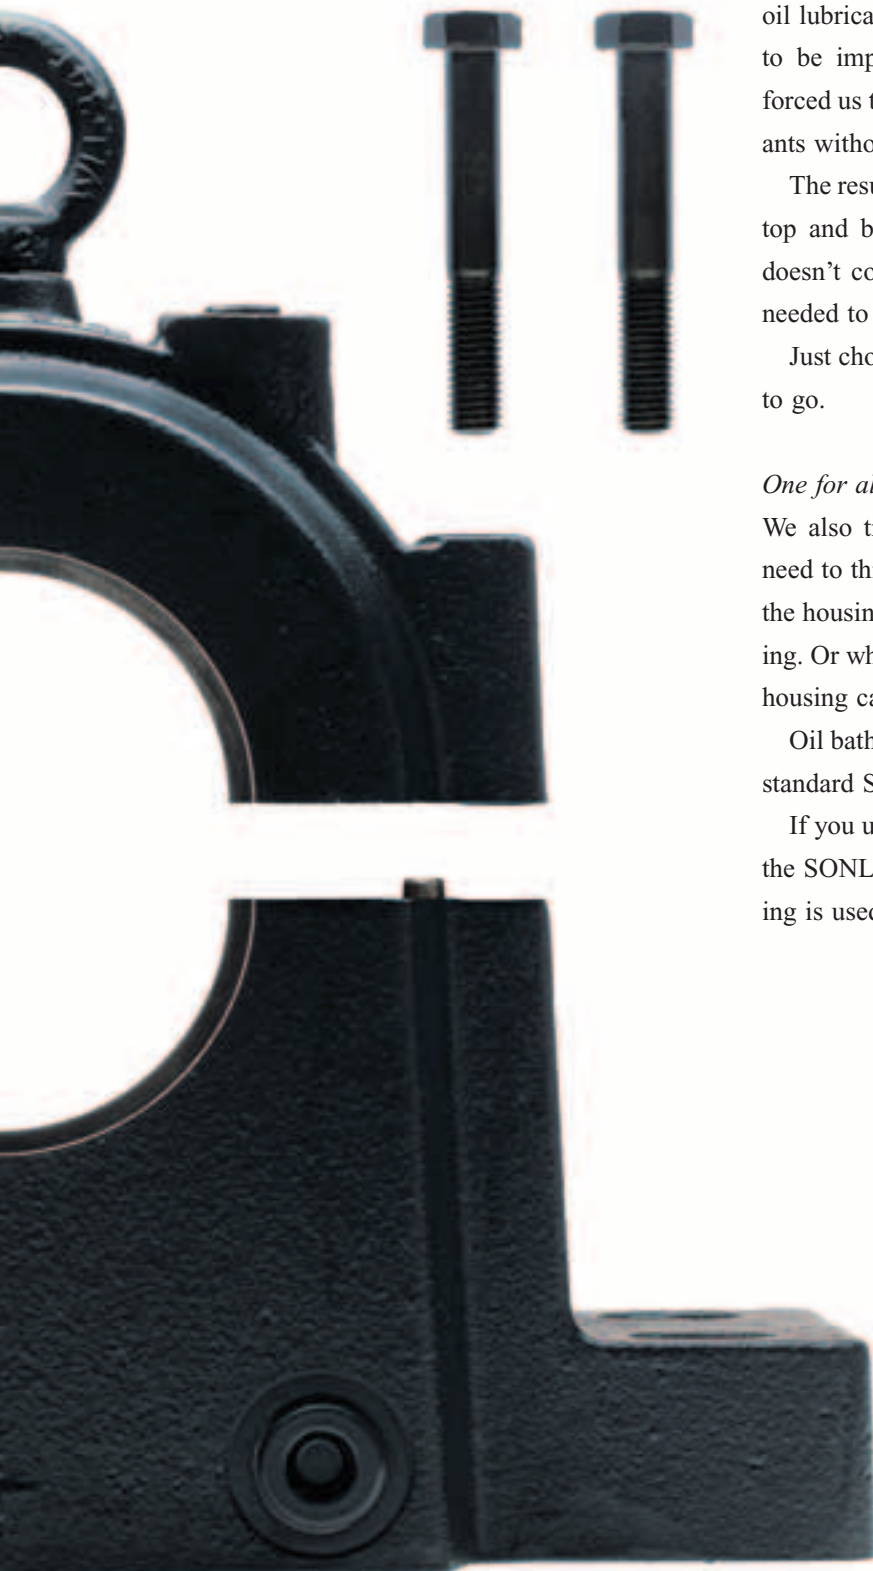 oil lubrica
to be imp
forced us t
ants witho
The resu
top and b
doesn’t co
needed to
Just cho
to go.
One for al
We also t
need to th
the housin
ing. Or wh
housing ca
Oil bath
standard S
If you u
the SONL
ing is used